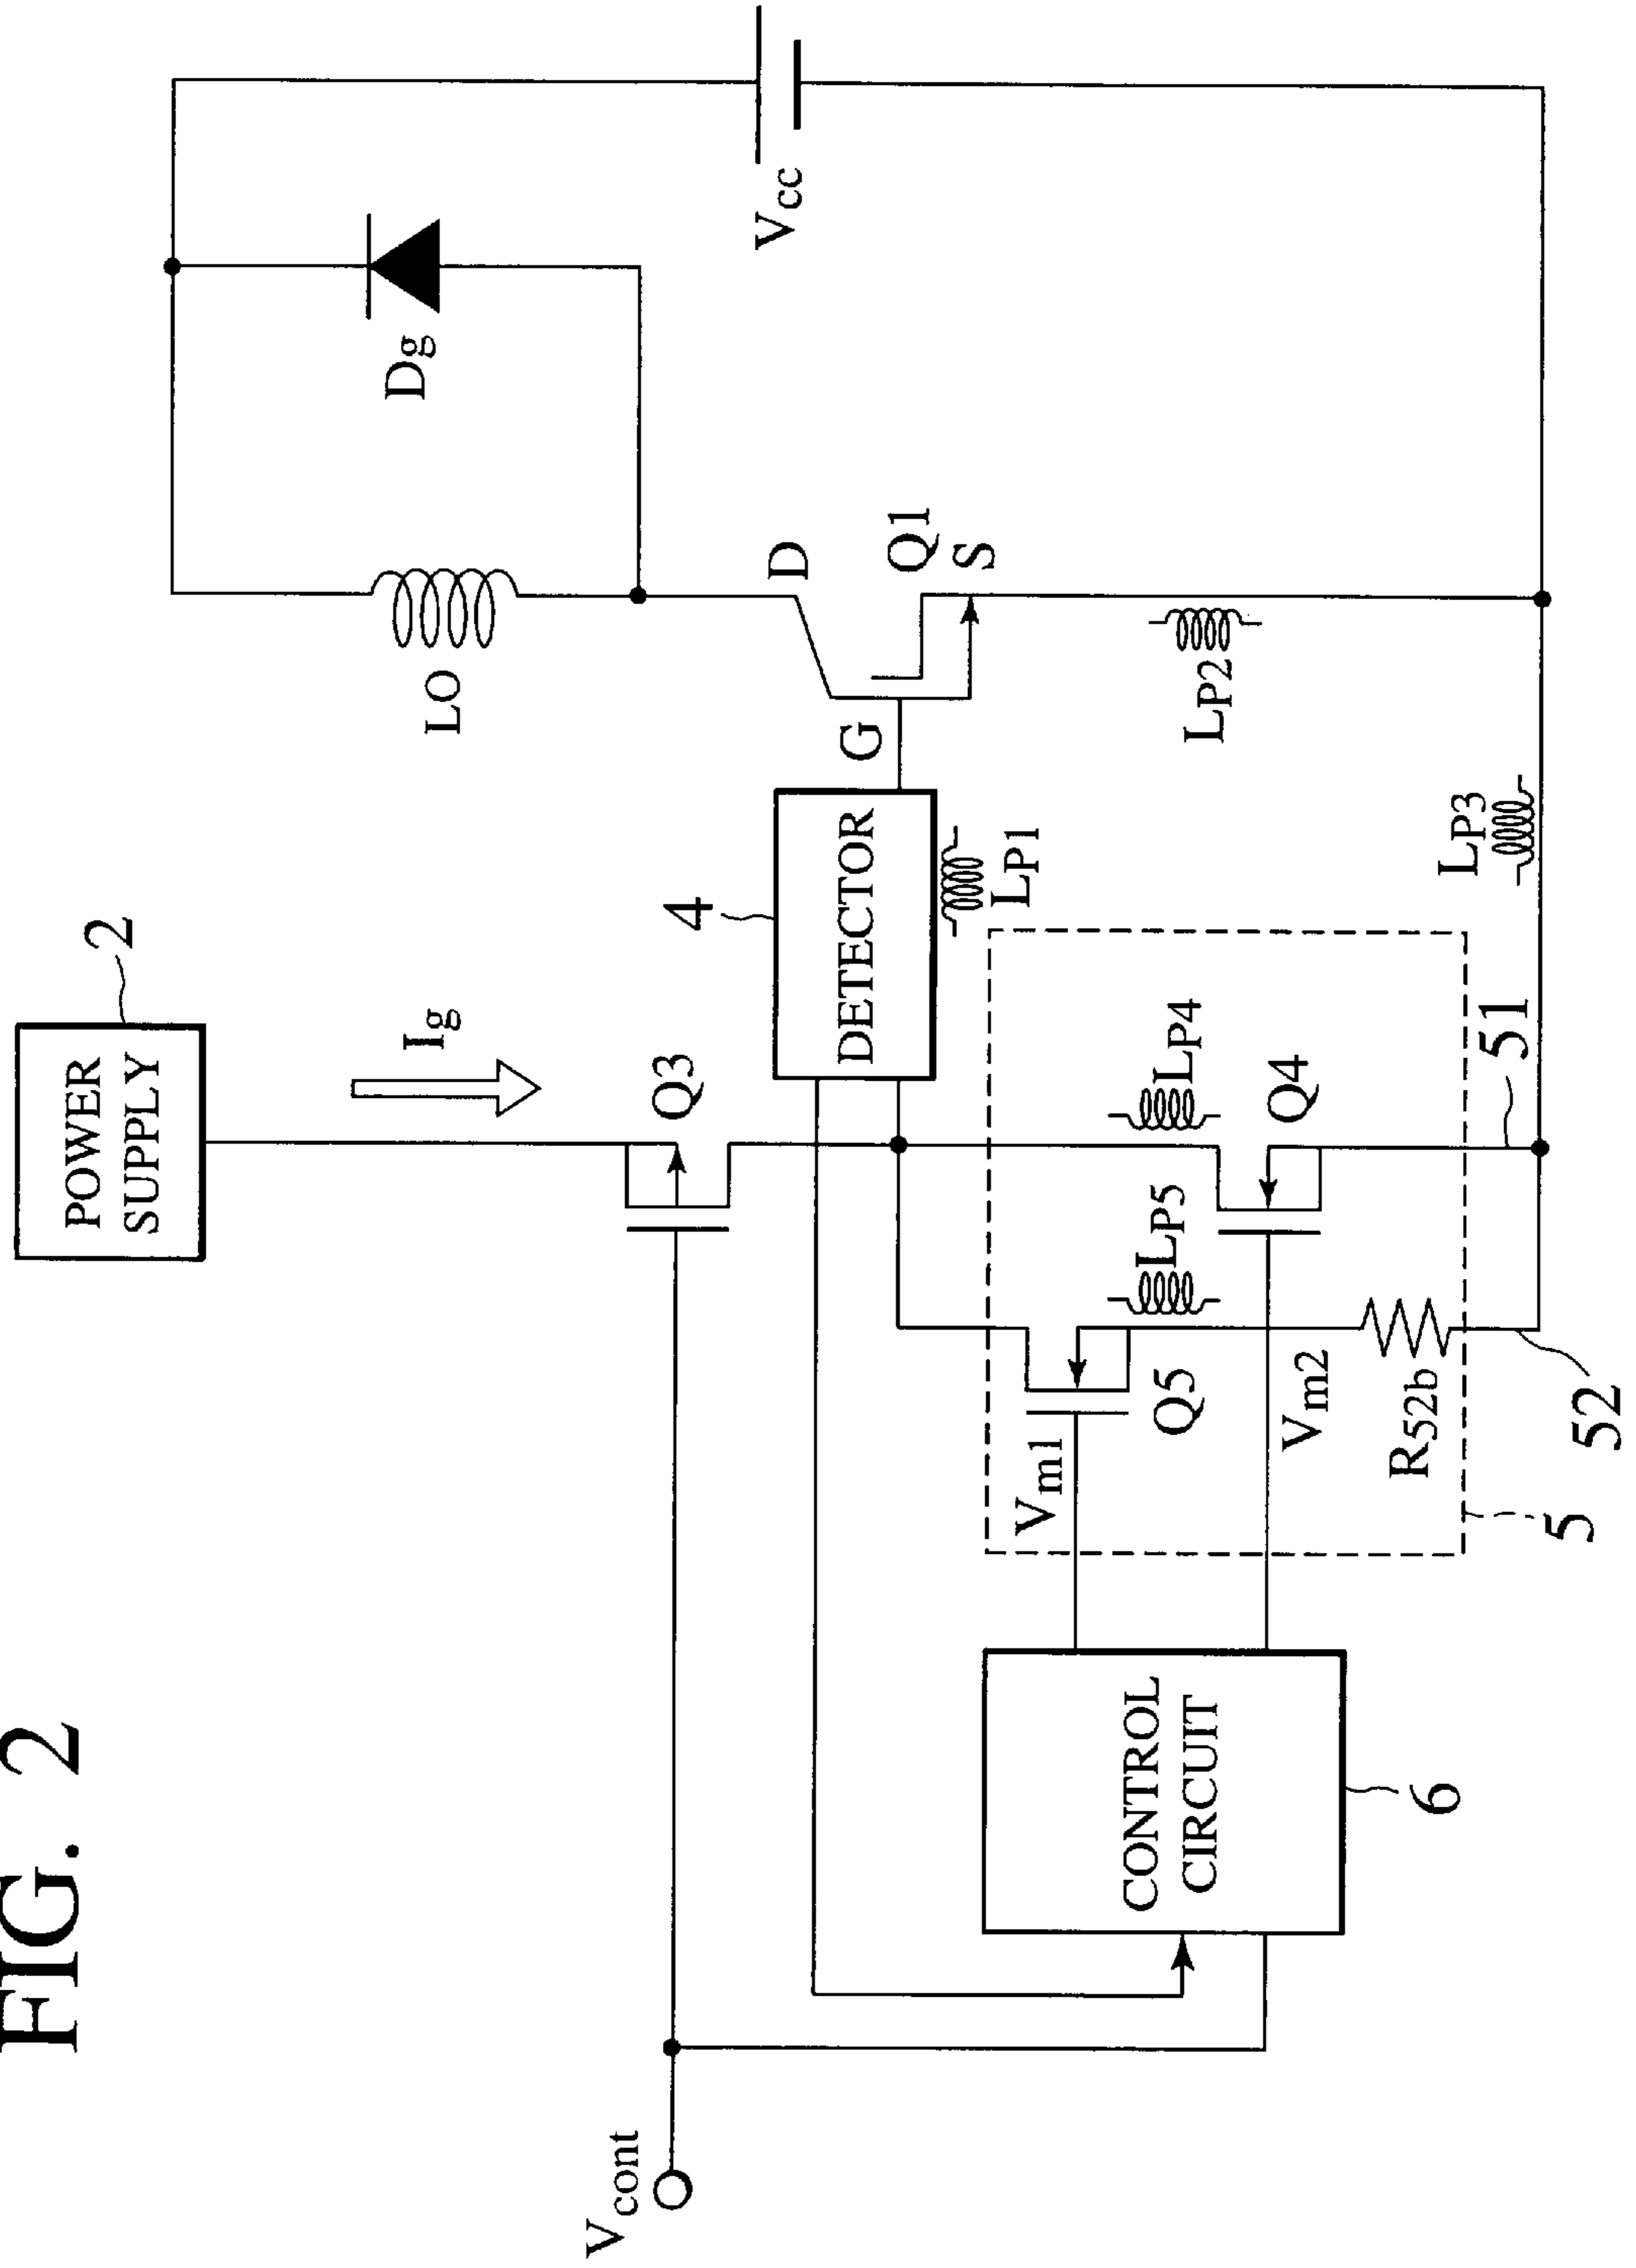 FIG. 2
POWER
SUPPLY
2
Ig
LO
Dg
Vcc
Vcont
Q3
4
DETECTOR
G
D
Q1
S
LP1
LP2
LP3
CONTROL
CIRCUIT
6
Vm1
Q5
LP5
LP4
Vm2
Q4
R52b
5
52
51